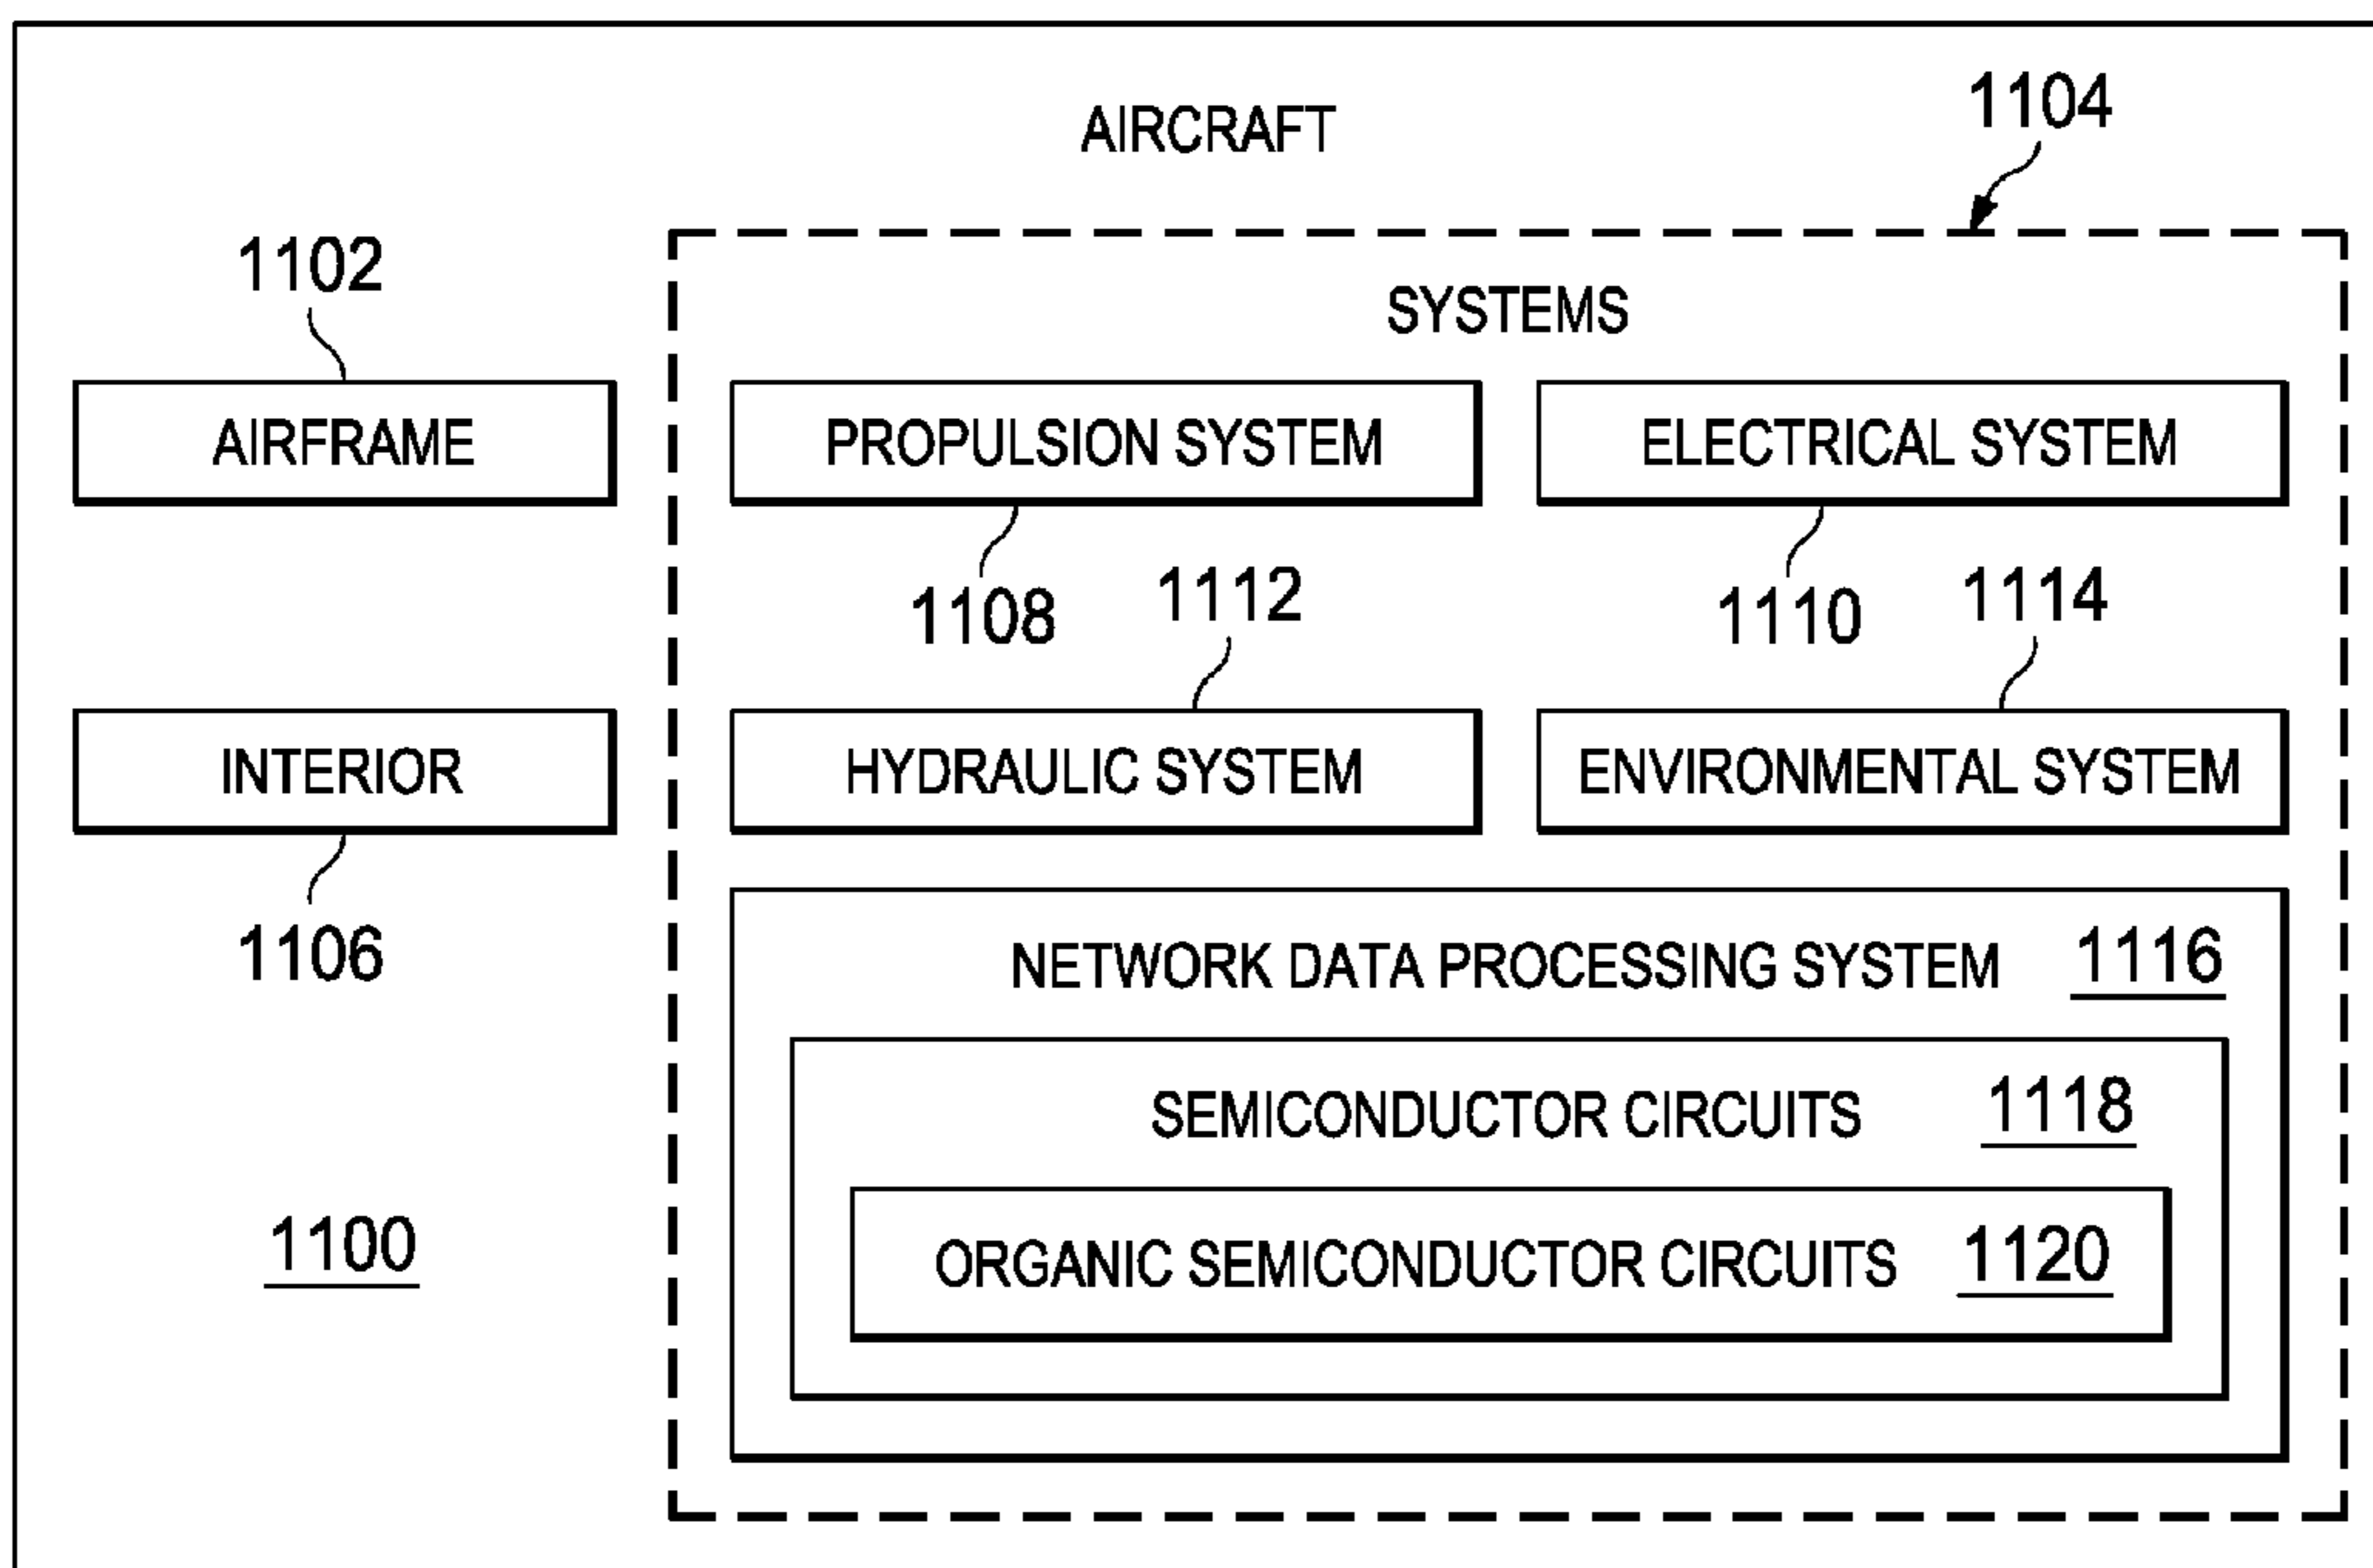 AIRCRAFT
1104
1102
SYSTEMS
AIRFRAME
PROPULSION SYSTEM
ELECTRICAL SYSTEM
1108
1112
1110
1114
INTERIOR
HYDRAULIC SYSTEM
ENVIRONMENTAL SYSTEM
1106
NETWORK DATA PROCESSING SYSTEM 1116
SEMICONDUCTOR CIRCUITS 1118
1100
ORGANIC SEMICONDUCTOR CIRCUITS 1120